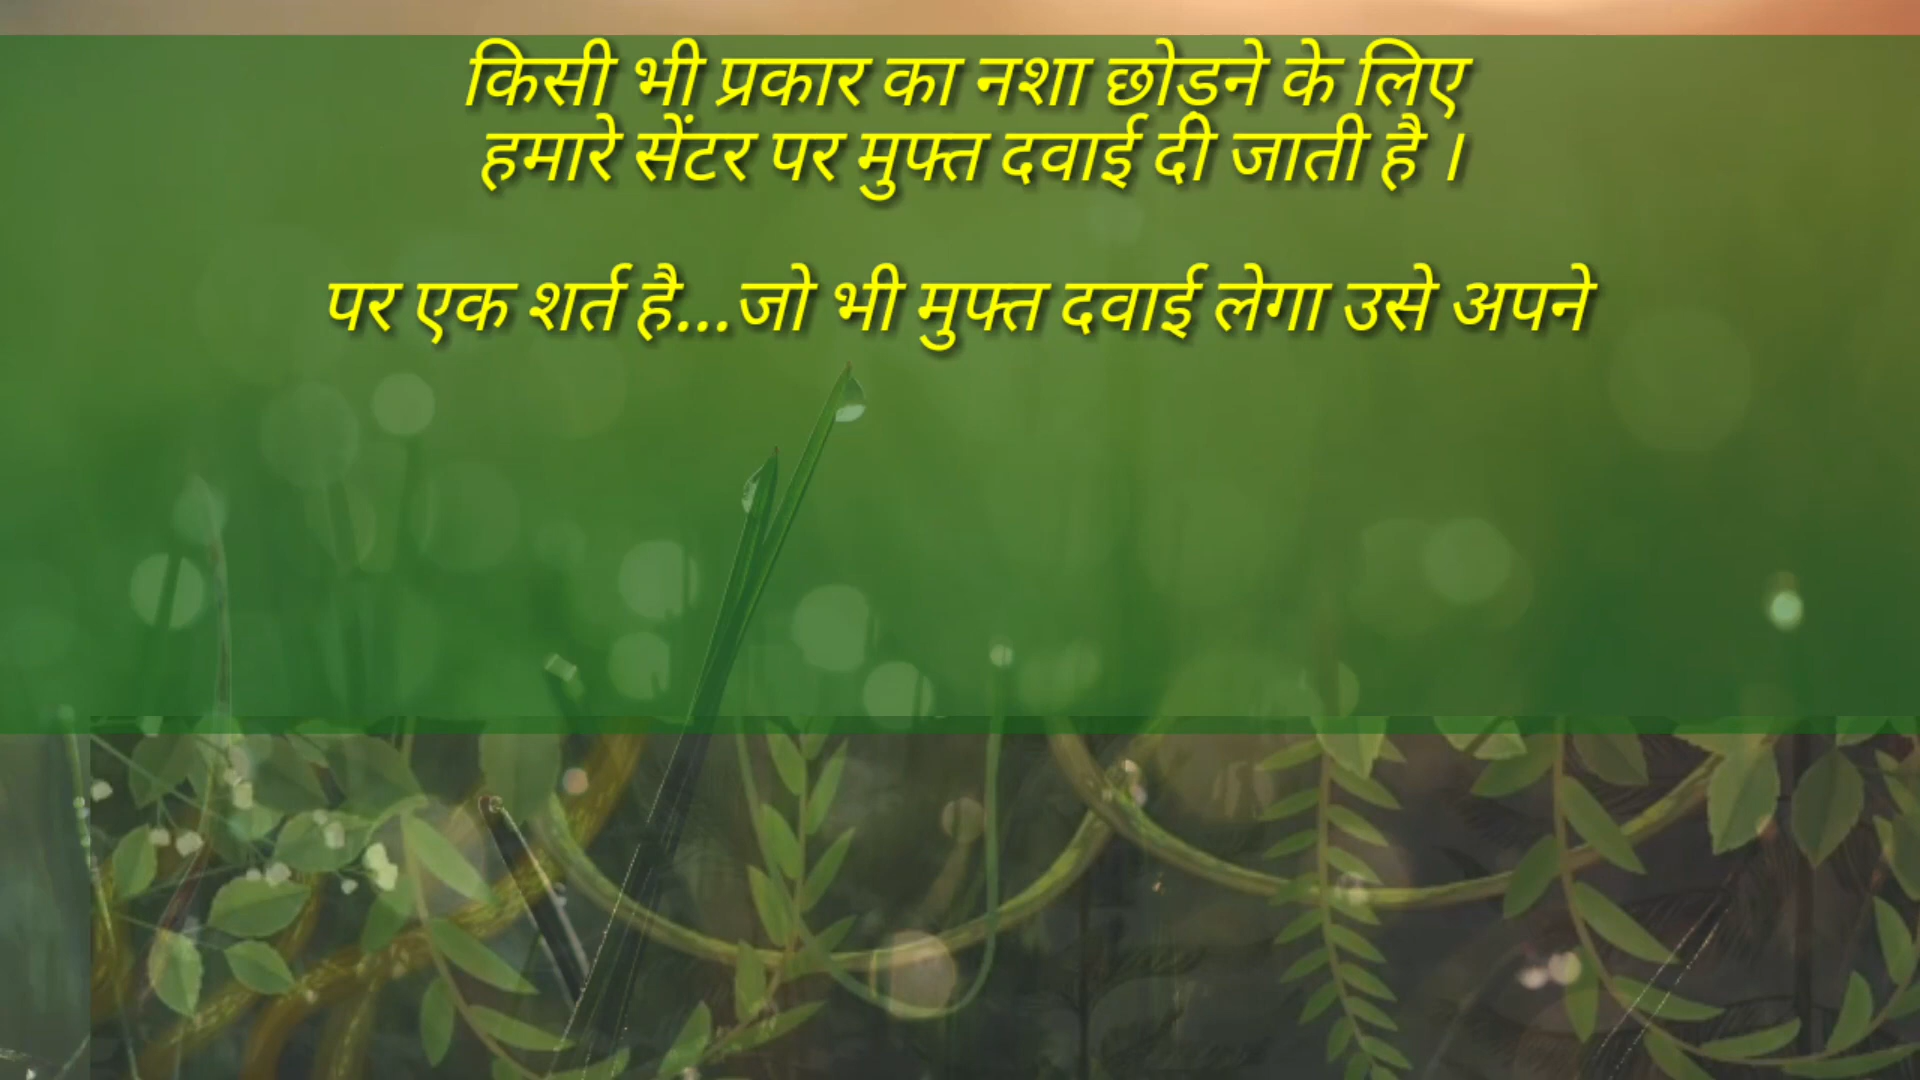 किसी भी प्रकार का नशा छोड़ने के लिए
हमारे सेंटर पर मुफ्त दवाई दी जाती है ।
पर एक शर्त है...जो भी मुफ्त दवाई लेगा उसे अपने